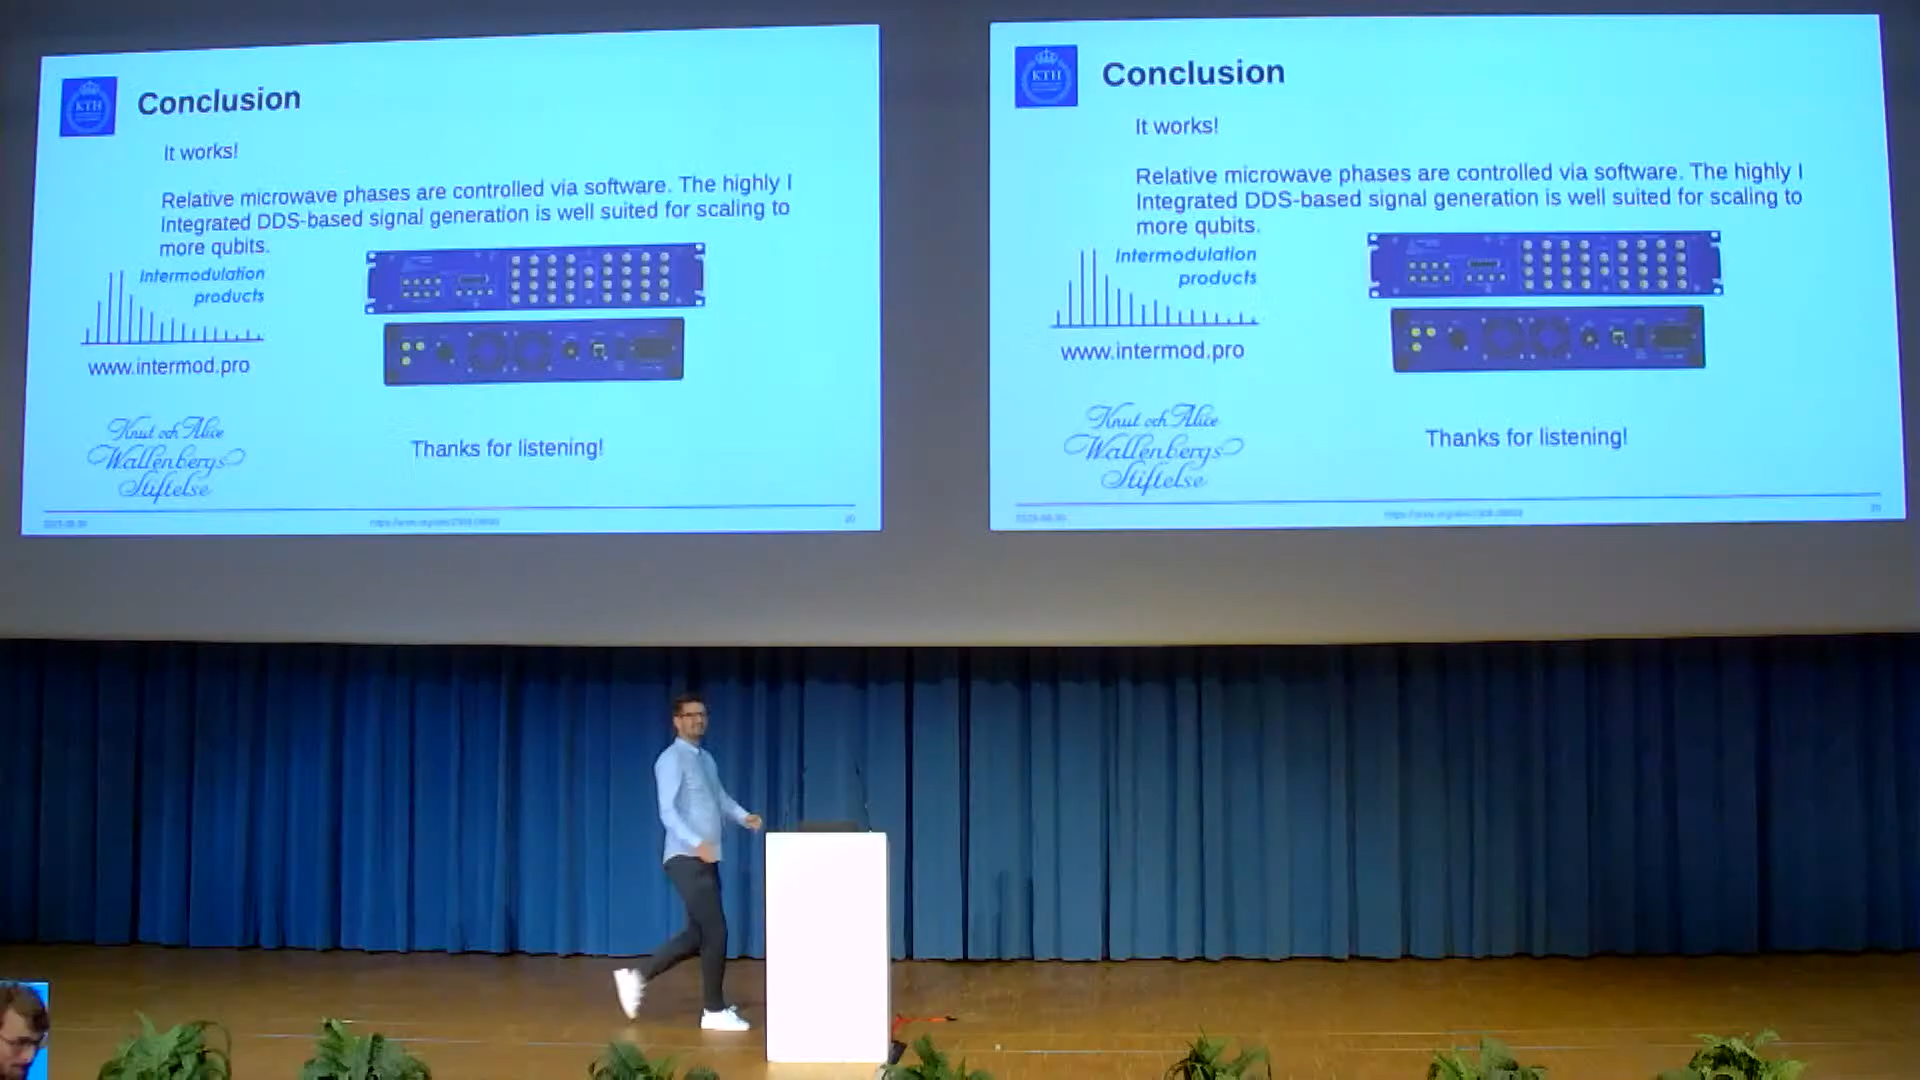 KTH
Conclusion
It works!
Relative microwave phases are controlled via software. The highly I
Integrated DDS-based signal generation is well suited for scaling to
more qubits.
Intermodulation
products
www.intermod.pro
Knut och Alice
Wallenbergs
Stiftelse
Thanks for listening!
KTH
Conclusion
It works!
Relative microwave phases are controlled via software. The highly I
Integrated DDS-based signal generation is well suited for scaling to
more qubits.
Intermodulation
products
www.intermod.pro
Knut och Alice
Wallenbergs
Stiftelse
Thanks for listening!